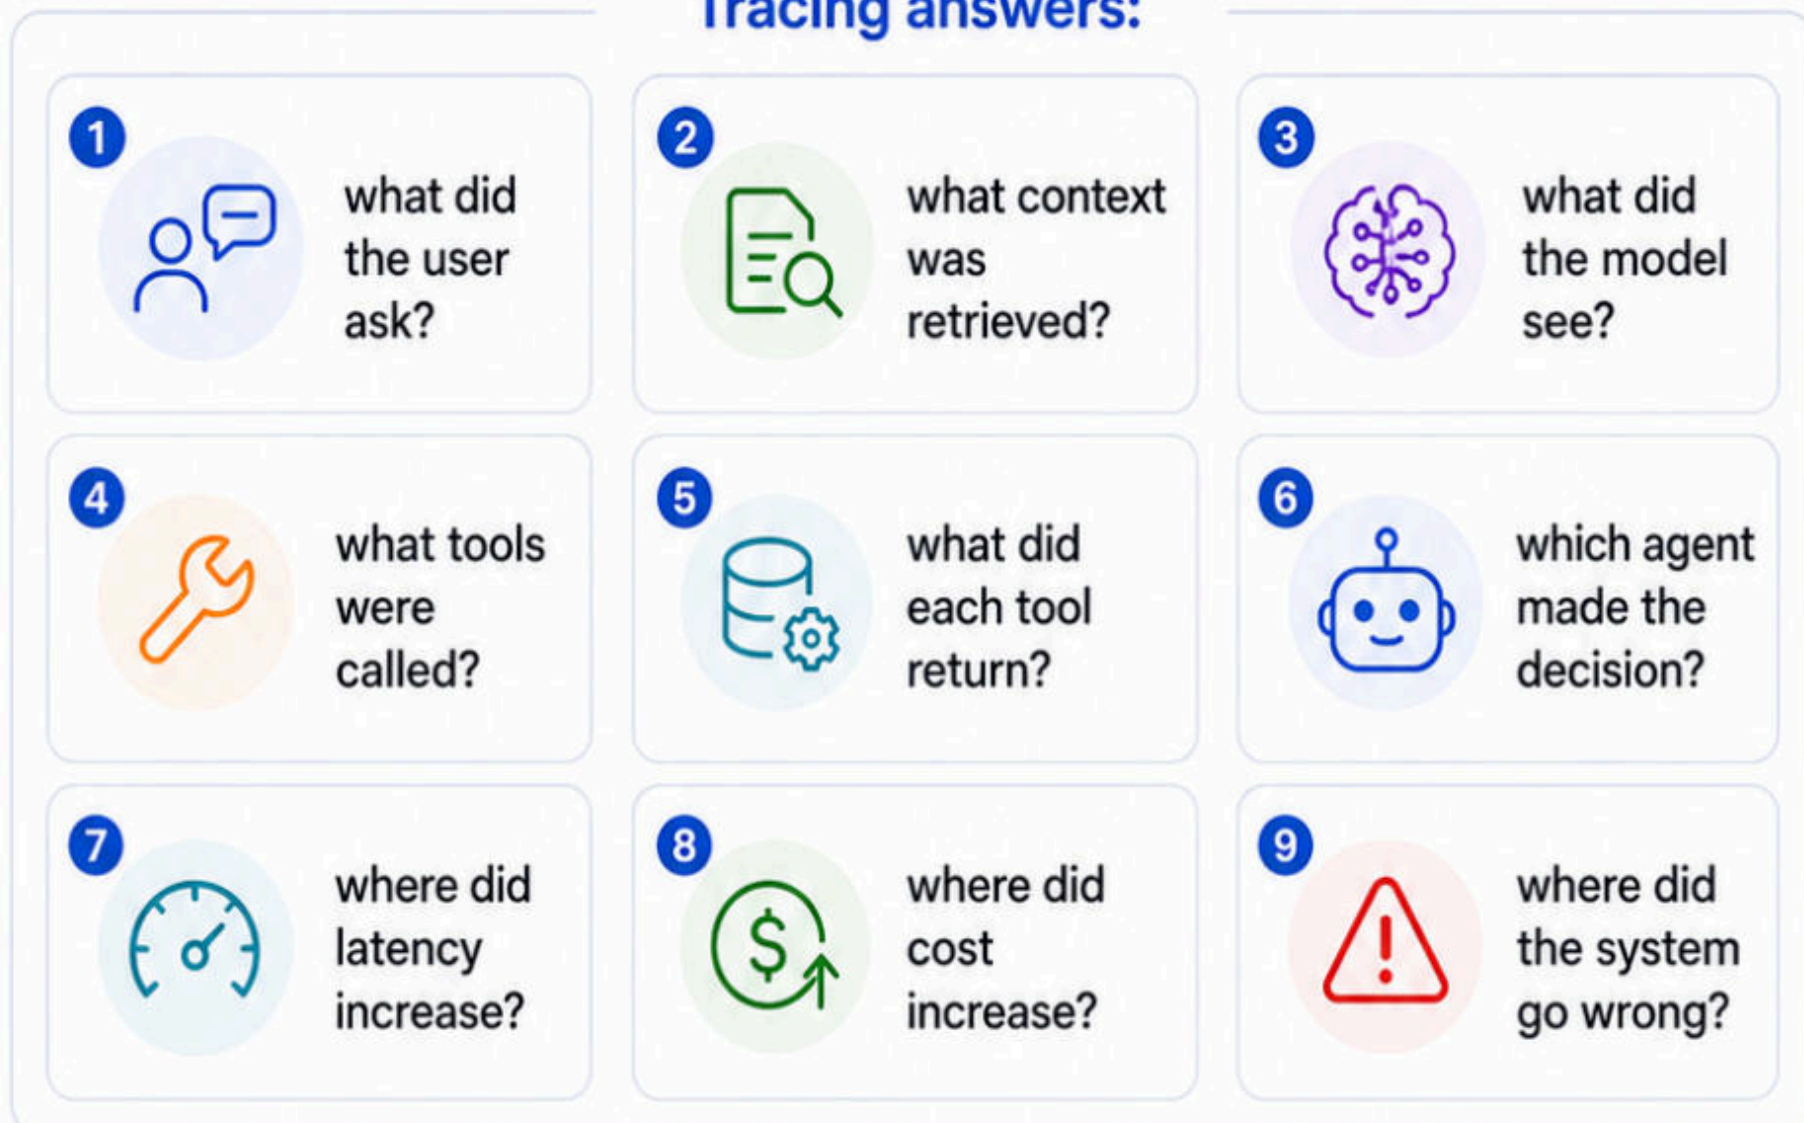 Tracing answers:
1
what did
the user
ask?
2
what context
was
retrieved?
3
what did
the model
see?
4
what tools
were
called?
5
what did
each tool
return?
6
which agent
made the
decision?
7
where did
latency
increase?
8
$
where did
cost
increase?
9
where did
the system
go wrong?